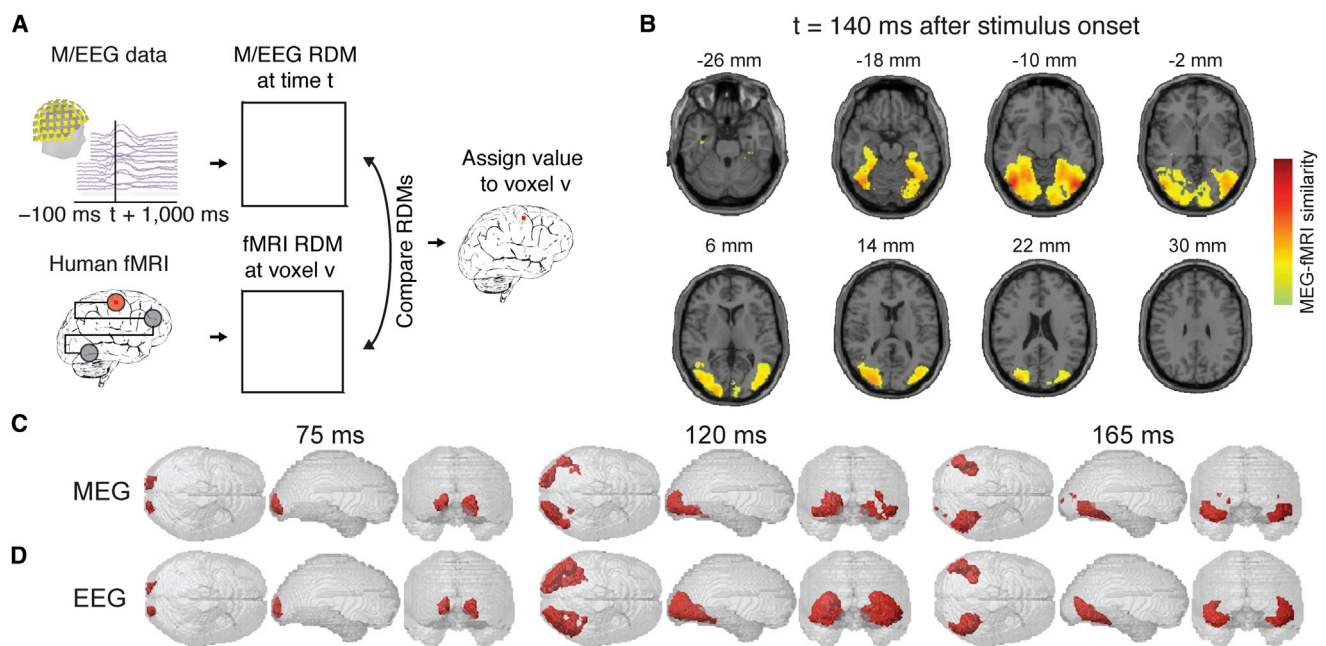 A
M/EEG data
M/EEG RDM
at time t
−100 ms t + 1,000 ms
Human fMRI
fMRI RDM
at voxel v
Compare RDMs
Assign value
to voxel v
B
t = 140 ms after stimulus onset
-26 mm
-18 mm
-10 mm
-2 mm
6 mm
14 mm
22 mm
30 mm
MEG-fMRI similarity
C
75 ms
120 ms
165 ms
MEG
D
EEG